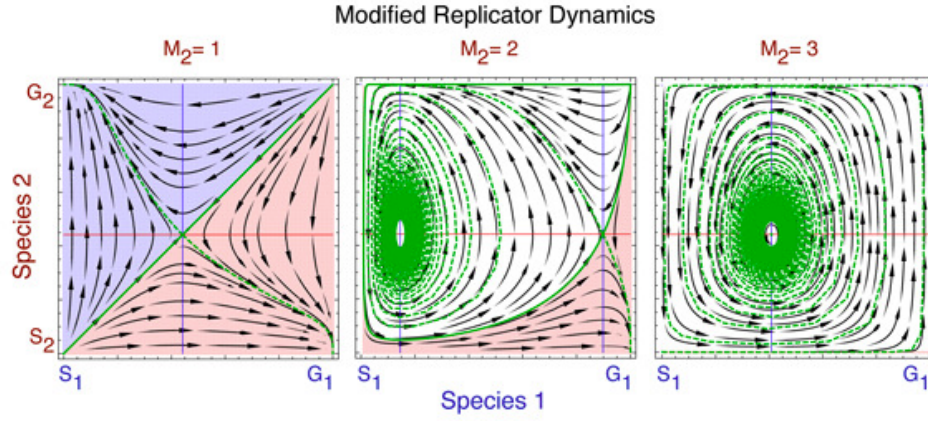 Modified Replicator Dynamics
M₂= 1 M₂= 2 M₂= 3
G₂
Species 2
S₂
S₁ G₁ S₁ G₁ S₁ G₁
Species 1